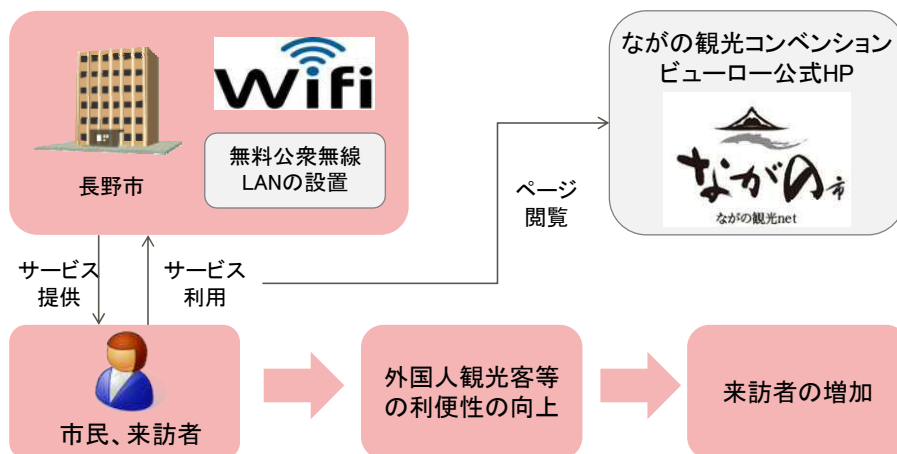 Wifi
長野市
無料公衆無線
LANの設置
ながの観光コンベンション
ビューロー公式HP
ながの市
ながの観光net
ページ
閲覧
サービス
提供
サービス
利用
市民、来訪者
外国人観光客等
の利便性の向上
来訪者の増加